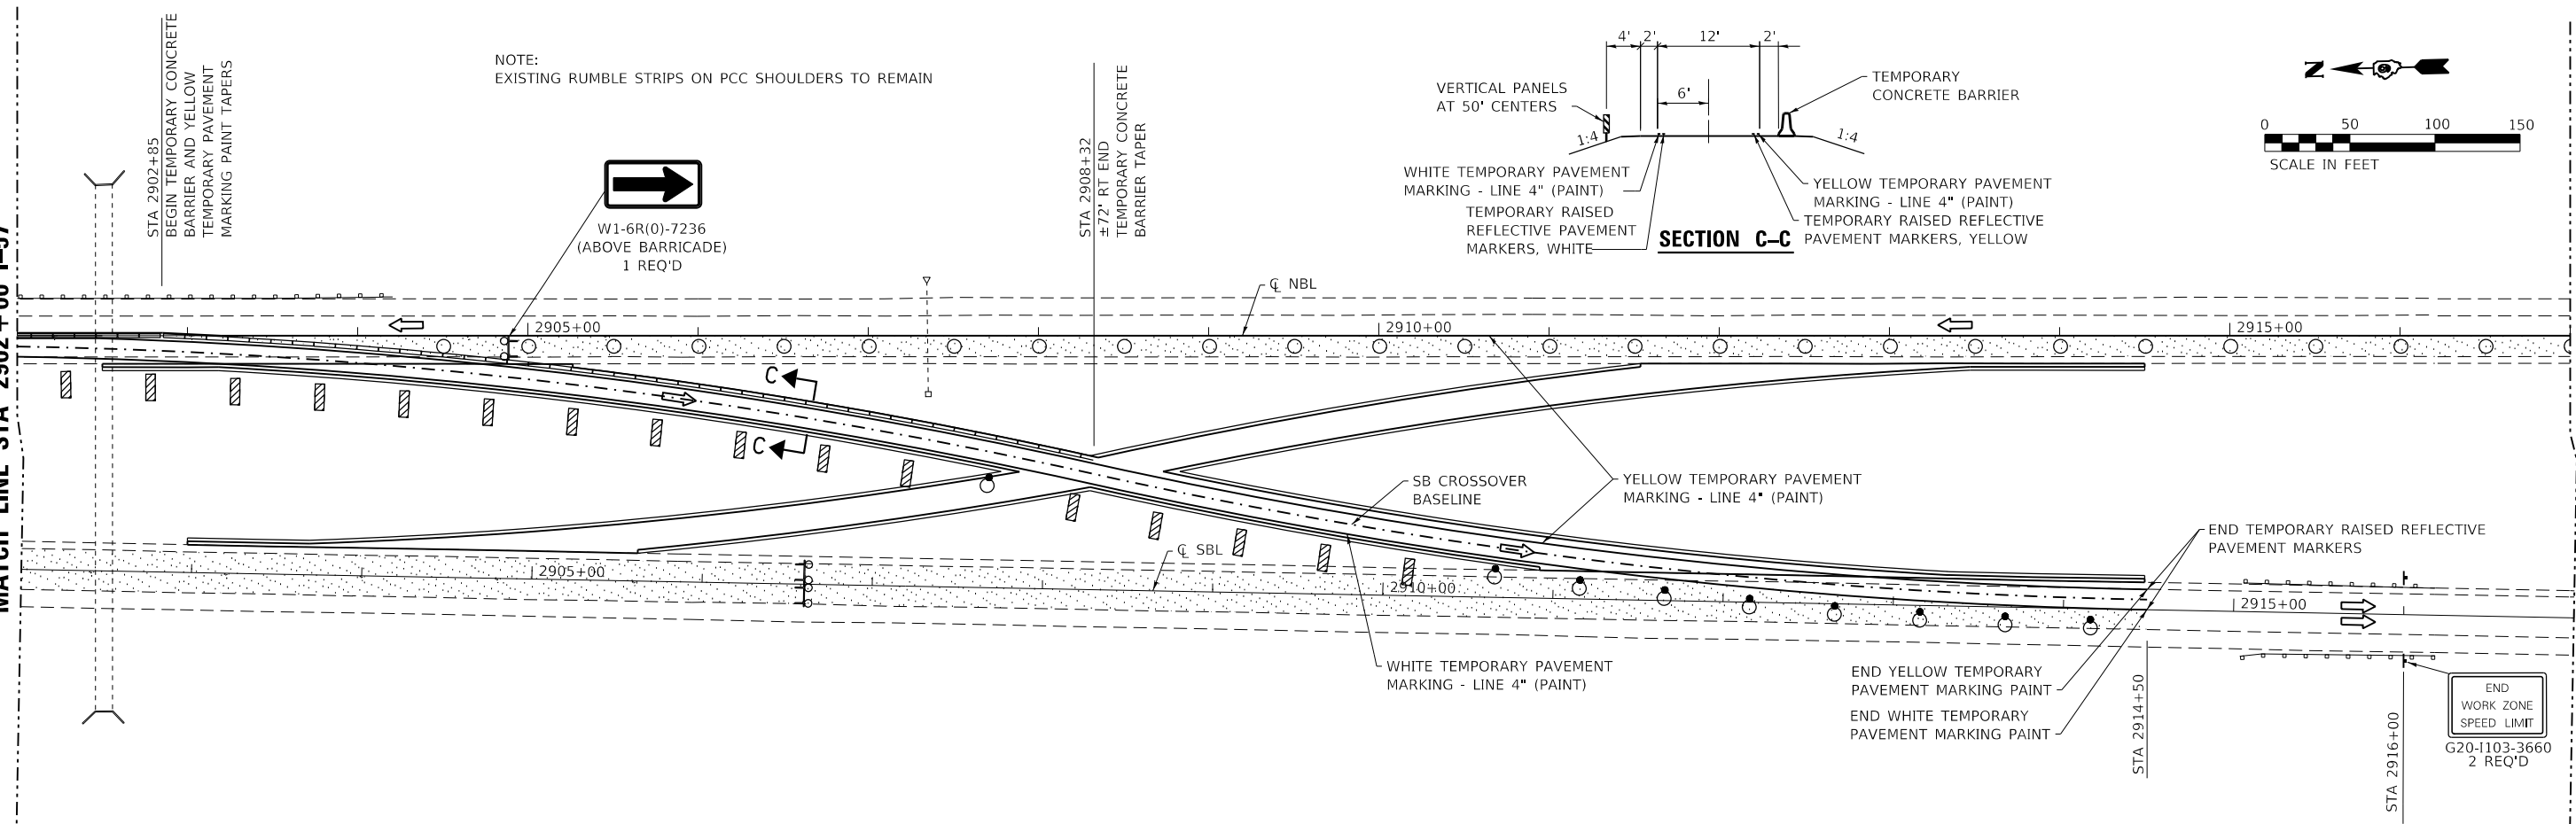 STA 2902+85
BEGIN TEMPORARY CONCRETE
BARRIER AND YELLOW
TEMPORARY PAVEMENT
MARKING PAINT TAPERS
NOTE:
EXISTING RUMBLE STRIPS ON PCC SHOULDERS TO REMAIN
W1-6R(0)-7236
(ABOVE BARRICADE)
1 REQ'D
STA 2908+32
±72' RT END
TEMPORARY CONCRETE
BARRIER TAPER
4'
2'
12'
2'
6'
VERTICAL PANELS
AT 50' CENTERS
TEMPORARY
CONCRETE BARRIER
1:4
1:4
WHITE TEMPORARY PAVEMENT
MARKING - LINE 4" (PAINT)
TEMPORARY RAISED
REFLECTIVE PAVEMENT
MARKERS, WHITE
YELLOW TEMPORARY PAVEMENT
MARKING - LINE 4" (PAINT)
TEMPORARY RAISED REFLECTIVE
PAVEMENT MARKERS, YELLOW
SECTION C-C
N
0 50 100 150
SCALE IN FEET
℄ NBL
2905+00
2910+00
2915+00
C
C
SB CROSSOVER
BASELINE
YELLOW TEMPORARY PAVEMENT
MARKING - LINE 4" (PAINT)
℄ SBL
2905+00
2910+00
2915+00
END TEMPORARY RAISED REFLECTIVE
PAVEMENT MARKERS
WHITE TEMPORARY PAVEMENT
MARKING - LINE 4" (PAINT)
END YELLOW TEMPORARY
PAVEMENT MARKING PAINT
END WHITE TEMPORARY
PAVEMENT MARKING PAINT
STA 2914+50
STA 2916+00
END
WORK ZONE
SPEED LIMIT
G20-I103-3660
2 REQ'D
MATCH LINE STA 2902+00 I-57